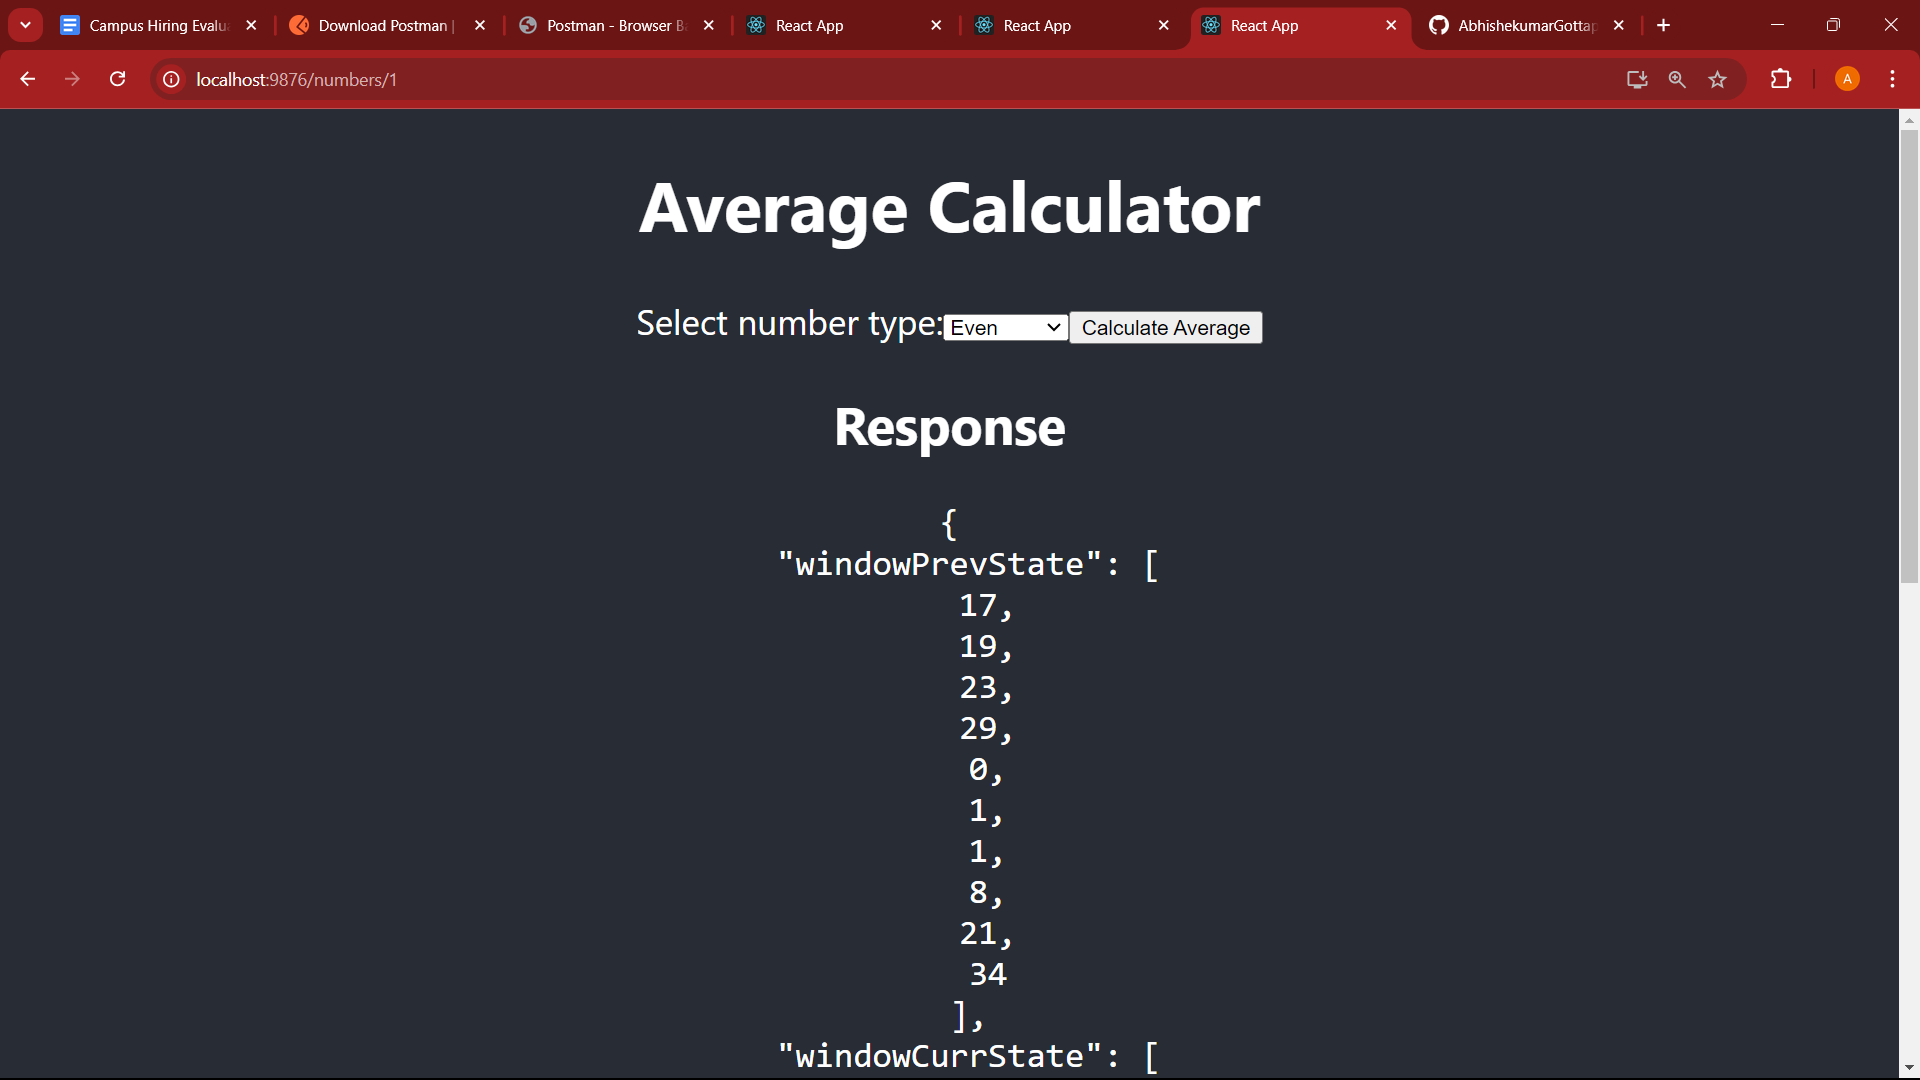 Campus Hiring Evalu
Download Postman |
Postman - Browser B
React App
React App
React App
AbhishekumarGottap
localhost:9876/numbers/1
A
Average Calculator
Select number type: Even Calculate Average
Response
{
"windowPrevState": [
17,
19,
23,
29,
0,
1,
1,
8,
21,
34
],
"windowCurrState": [